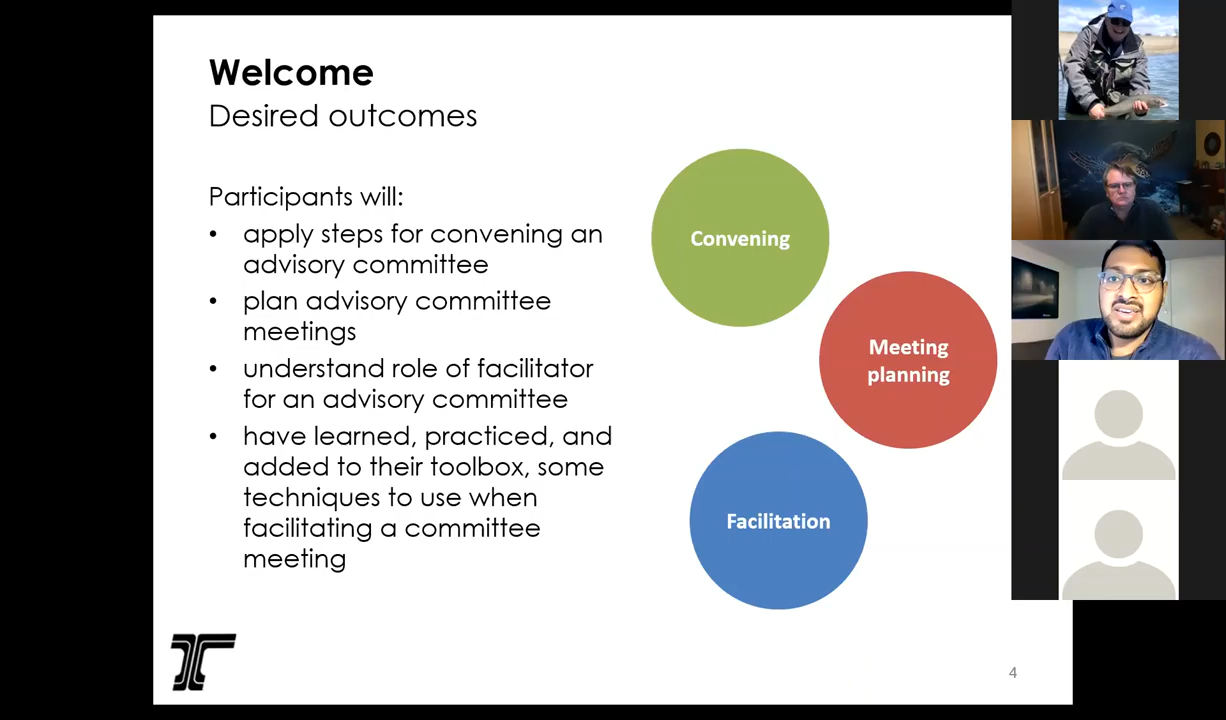 Welcome
Desired outcomes
Participants will:
• apply steps for convening an
advisory committee
• plan advisory committee
meetings
• understand role of facilitator
for an advisory committee
• have learned, practiced, and
added to their toolbox, some
techniques to use when
facilitating a committee
meeting
Convening
Meeting
planning
Facilitation
4